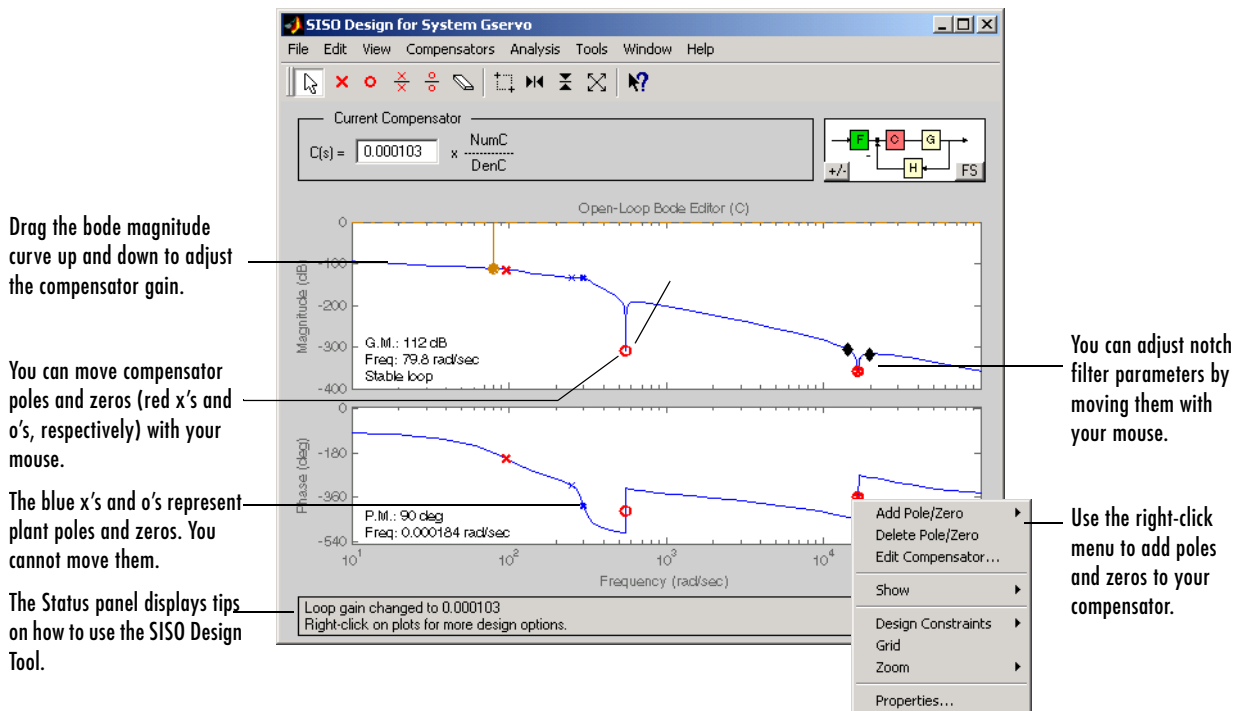 SISO Design for System Gservo
File Edit View Compensators Analysis Tools Window Help
Current Compensator
C(s) = 0.000103 x NumC
DenC
F C G
H
+/- FS
Drag the bode magnitude
curve up and down to adjust
the compensator gain.
You can move compensator
poles and zeros (red x's and
o's, respectively) with your
mouse.
The blue x's and o's represent
plant poles and zeros. You
cannot move them.
The Status panel displays tips
on how to use the SISO Design
Tool.
Open-Loop Bode Editor (C)
Magnitude (dB)
0
-100
-200
-300
-400
G.M.: 112 dB
Freq: 79.8 rad/sec
Stable loop
Phase (deg)
0
-180
-360
-540
P.M.: 90 deg
Freq: 0.000184 rad/sec
10^1 10^2 10^3 10^4
Frequency (rad/sec)
Loop gain changed to 0.000103
Right-click on plots for more design options.
Add Pole/Zero
Delete Pole/Zero
Edit Compensator...
Show
Design Constraints
Grid
Zoom
Properties...
You can adjust notch
filter parameters by
moving them with
your mouse.
Use the right-click
menu to add poles
and zeros to your
compensator.